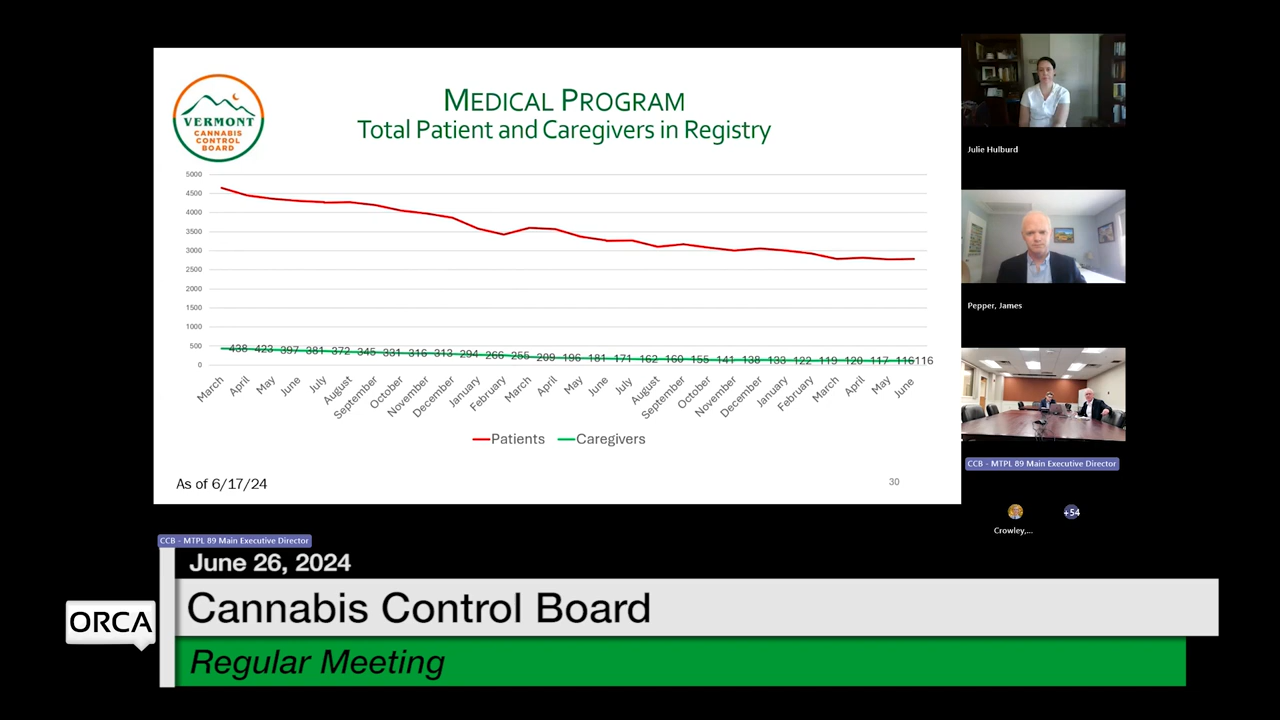 VERMONT
CANNABIS
CONTROL
BOARD
MEDICAL PROGRAM
Total Patient and Caregivers in Registry
5000
4500
4000
3500
3000
2500
2000
1500
1000
500
0
438 423 397 381 372 345 331 316 313 294 266 255 209 196 181 171 162 160 155 141 138 133 122 119 120 117 116 116
March April May June July August September October November December January February March April May June July August September October November December January February March April May June
Patients Caregivers
As of 6/17/24
30
Julie Hulburd
Pepper, James
CCB - MTPL 89 Main Executive Director
Crowley,...
+54
CCB - MTPL 89 Main Executive Director
June 26, 2024
ORCA
Cannabis Control Board
Regular Meeting